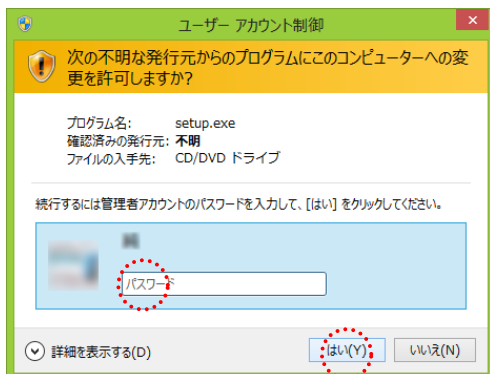 ユーザー アカウント制御
次の不明な発行元からのプログラムにこのコンピューターへの変
更を許可しますか?
プログラム名: setup.exe
確認済みの発行元: 不明
ファイルの入手先: CD/DVD ドライブ
続行するには管理者アカウントのパスワードを入力して、[はい] をクリックしてください。
パスワード
詳細を表示する(D)
はい(Y)
いいえ(N)